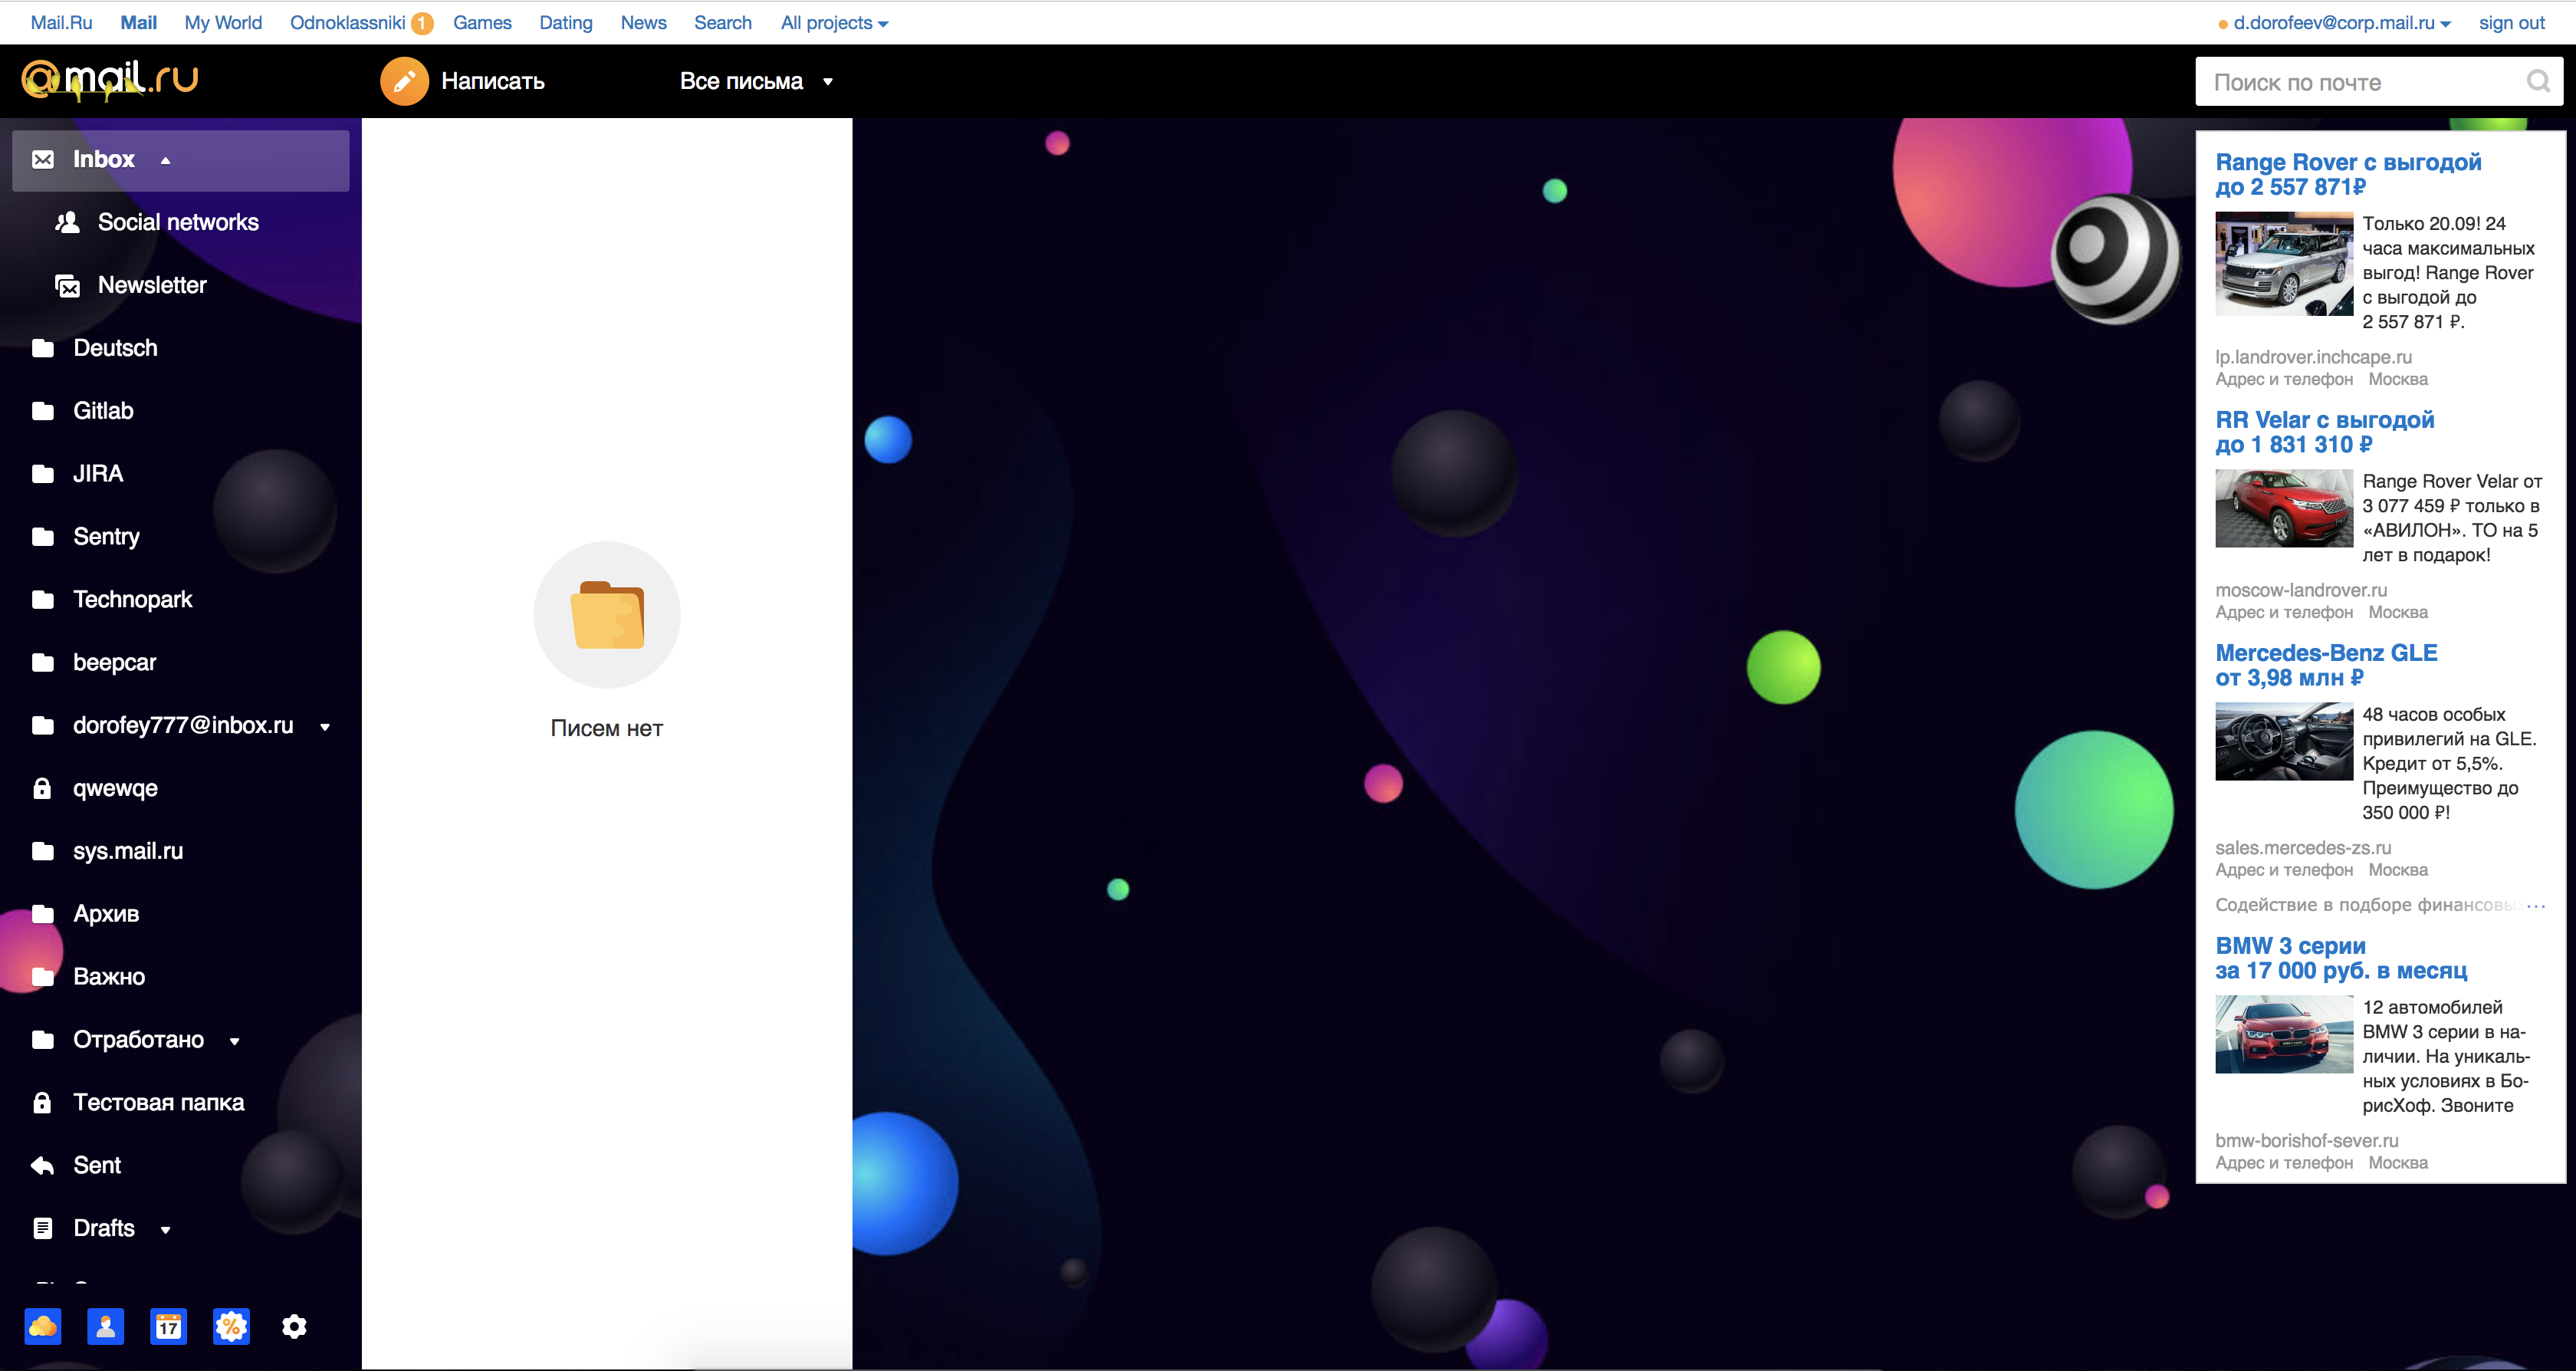 Mail.Ru Mail My World Odnoklassniki 1 Games Dating News Search All projects d.dorofeev@corp.mail.ru sign out
@mail.ru Написать Все письма Поиск по почте
Inbox
Social networks
Newsletter
Deutsch
Gitlab
JIRA
Sentry
Technopark
beepcar
dorofey777@inbox.ru
qwewqe
sys.mail.ru
Архив
Важно
Отработано
Тестовая папка
Sent
Drafts
17
%
Писем нет
Range Rover с выгодой
до 2 557 871₽
Только 20.09! 24
часа максимальных
выгод! Range Rover
с выгодой до
2 557 871 ₽.
lp.landrover.inchcape.ru
Адрес и телефон Москва
RR Velar с выгодой
до 1 831 310 ₽
Range Rover Velar от
3 077 459 ₽ только в
«АВИЛОН». ТО на 5
лет в подарок!
moscow-landrover.ru
Адрес и телефон Москва
Mercedes-Benz GLE
от 3,98 млн ₽
48 часов особых
привилегий на GLE.
Кредит от 5,5%.
Преимущество до
350 000 ₽!
sales.mercedes-zs.ru
Адрес и телефон Москва
Содействие в подборе финансовых ...
BMW 3 серии
за 17 000 руб. в месяц
12 автомобилей
BMW 3 серии в на-
личии. На уникаль-
ных условиях в Бо-
рисХоф. Звоните
bmw-borishof-sever.ru
Адрес и телефон Москва